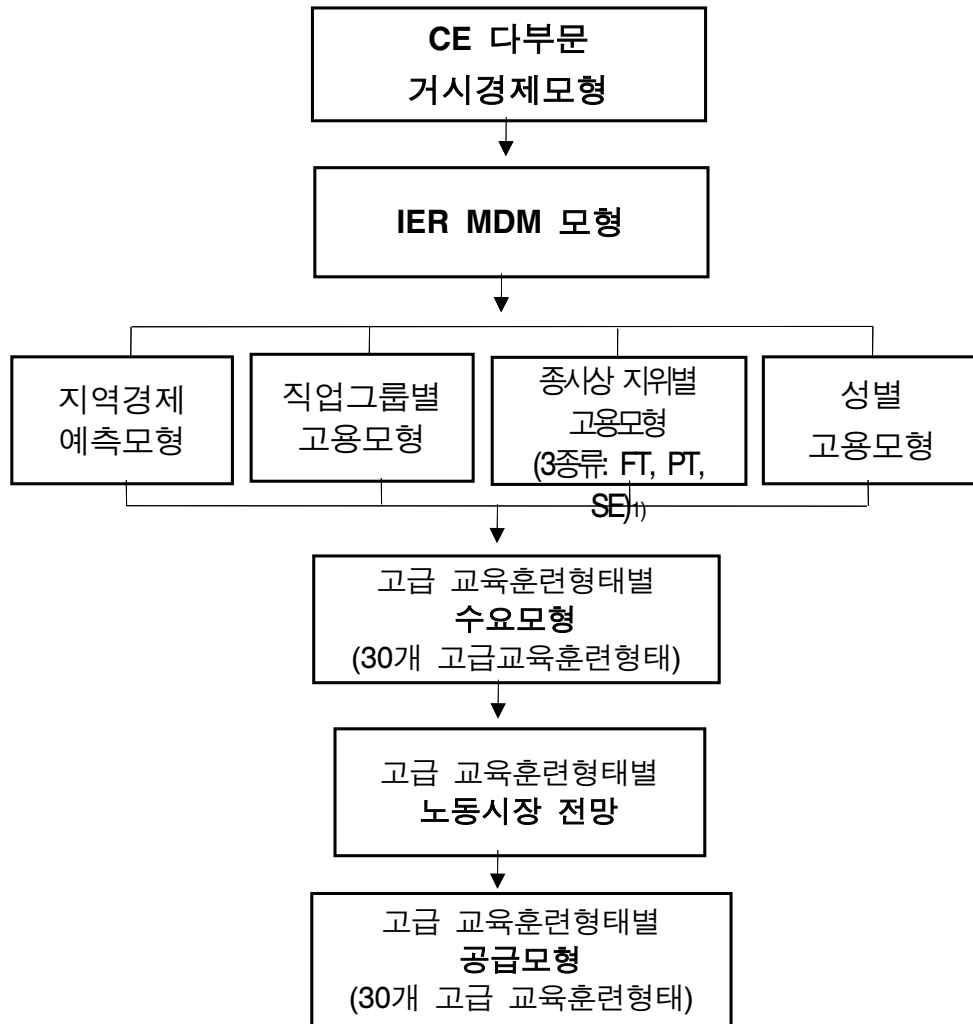 CE 다부문
거시경제모형
IER MDM 모형
지역경제
예측모형
직업그룹별
고용모형
종사상 지위별
고용모형
(3종류: FT, PT,
SE)1)
성별
고용모형
고급 교육훈련형태별
수요모형
(30개 고급교육훈련형태)
고급 교육훈련형태별
노동시장 전망
고급 교육훈련형태별
공급모형
(30개 고급 교육훈련형태)